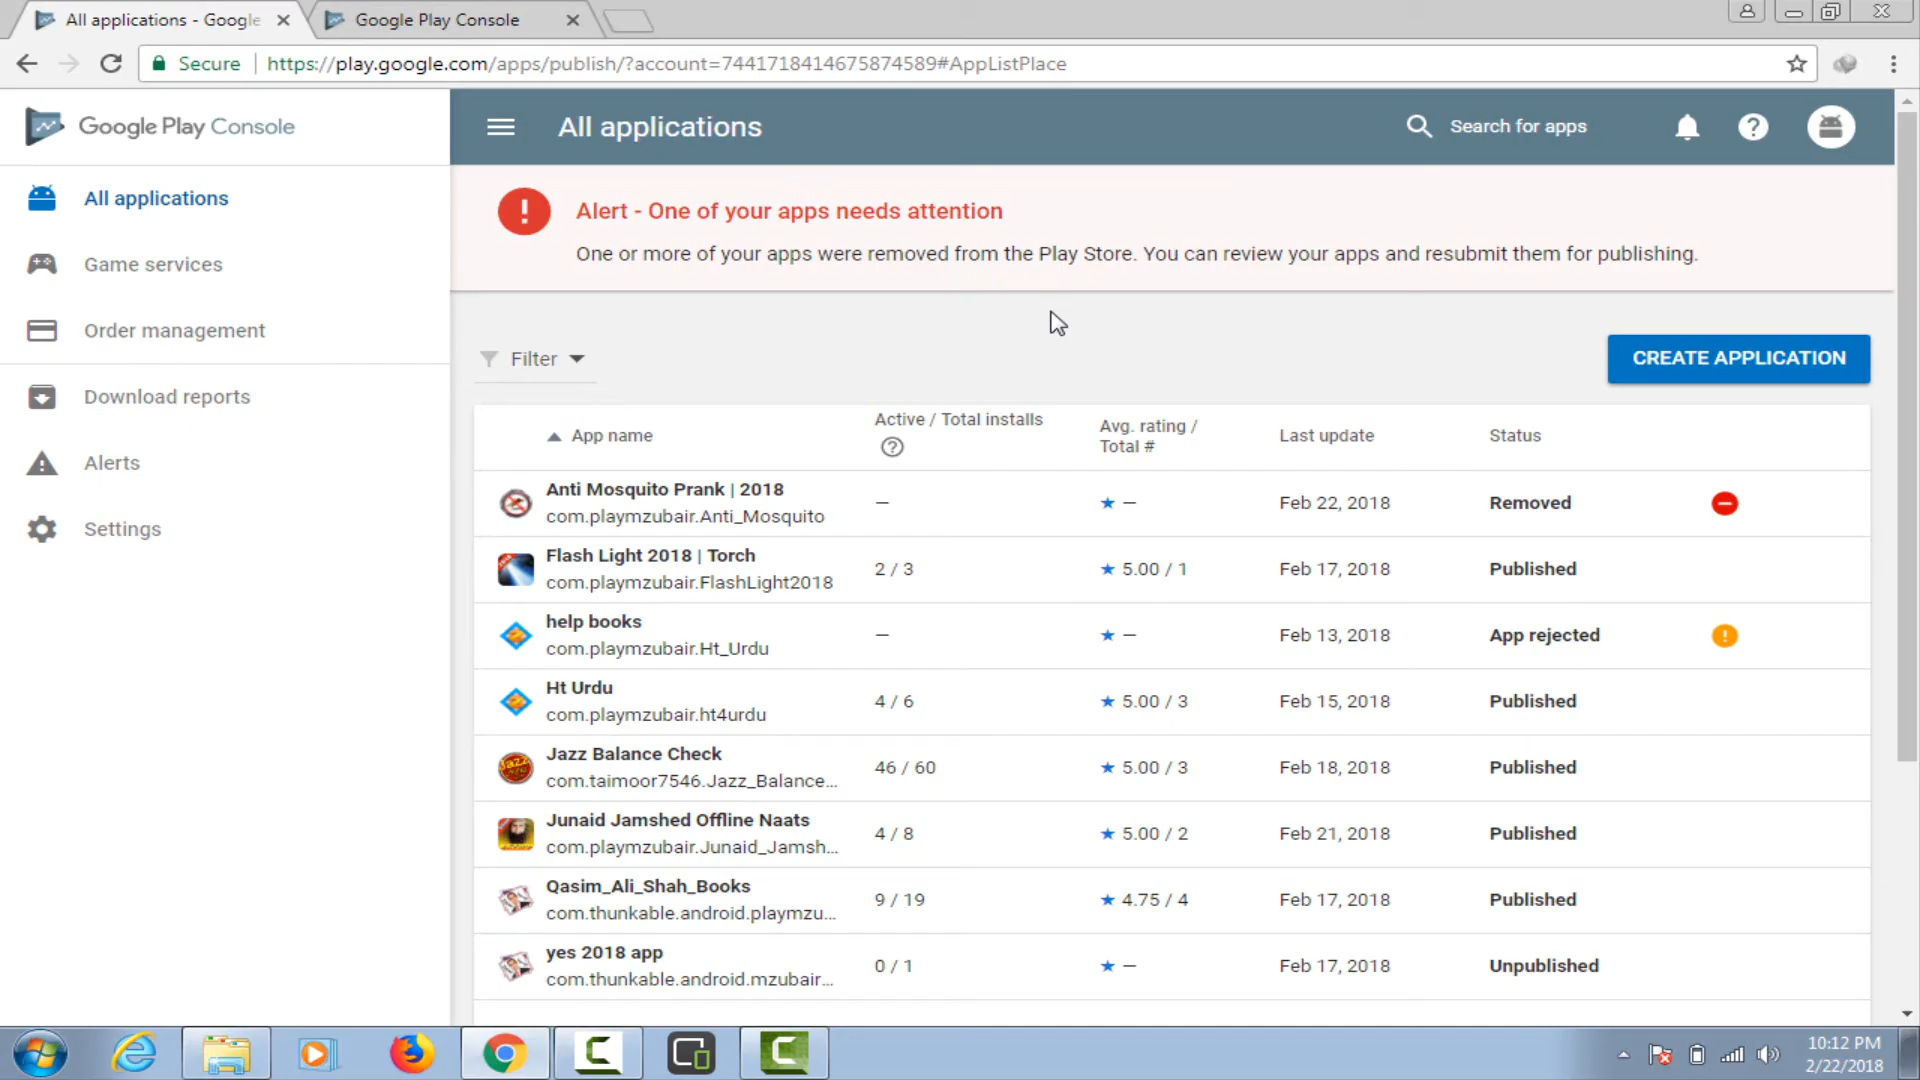 All applications - Google
Google Play Console
Secure
https://play.google.com/apps/publish/?account=7441718414675874589#AppListPlace
Google Play Console
All applications
Search for apps
All applications
Game services
Order management
Download reports
Alerts
Settings
Alert - One of your apps needs attention
One or more of your apps were removed from the Play Store. You can review your apps and resubmit them for publishing.
Filter
CREATE APPLICATION
App name
Active / Total installs
Avg. rating /
Total #
Last update
Status
Anti Mosquito Prank | 2018
com.playmzubair.Anti_Mosquito
—
★ —
Feb 22, 2018
Removed
Flash Light 2018 | Torch
com.playmzubair.FlashLight2018
2 / 3
★ 5.00 / 1
Feb 17, 2018
Published
help books
com.playmzubair.Ht_Urdu
—
★ —
Feb 13, 2018
App rejected
Ht Urdu
com.playmzubair.ht4urdu
4 / 6
★ 5.00 / 3
Feb 15, 2018
Published
Jazz Balance Check
com.taimoor7546.Jazz_Balance...
46 / 60
★ 5.00 / 3
Feb 18, 2018
Published
Junaid Jamshed Offline Naats
com.playmzubair.Junaid_Jamsh...
4 / 8
★ 5.00 / 2
Feb 21, 2018
Published
Qasim_Ali_Shah_Books
com.thunkable.android.playmzu...
9 / 19
★ 4.75 / 4
Feb 17, 2018
Published
yes 2018 app
com.thunkable.android.mzubair...
0 / 1
★ —
Feb 17, 2018
Unpublished
10:12 PM
2/22/2018